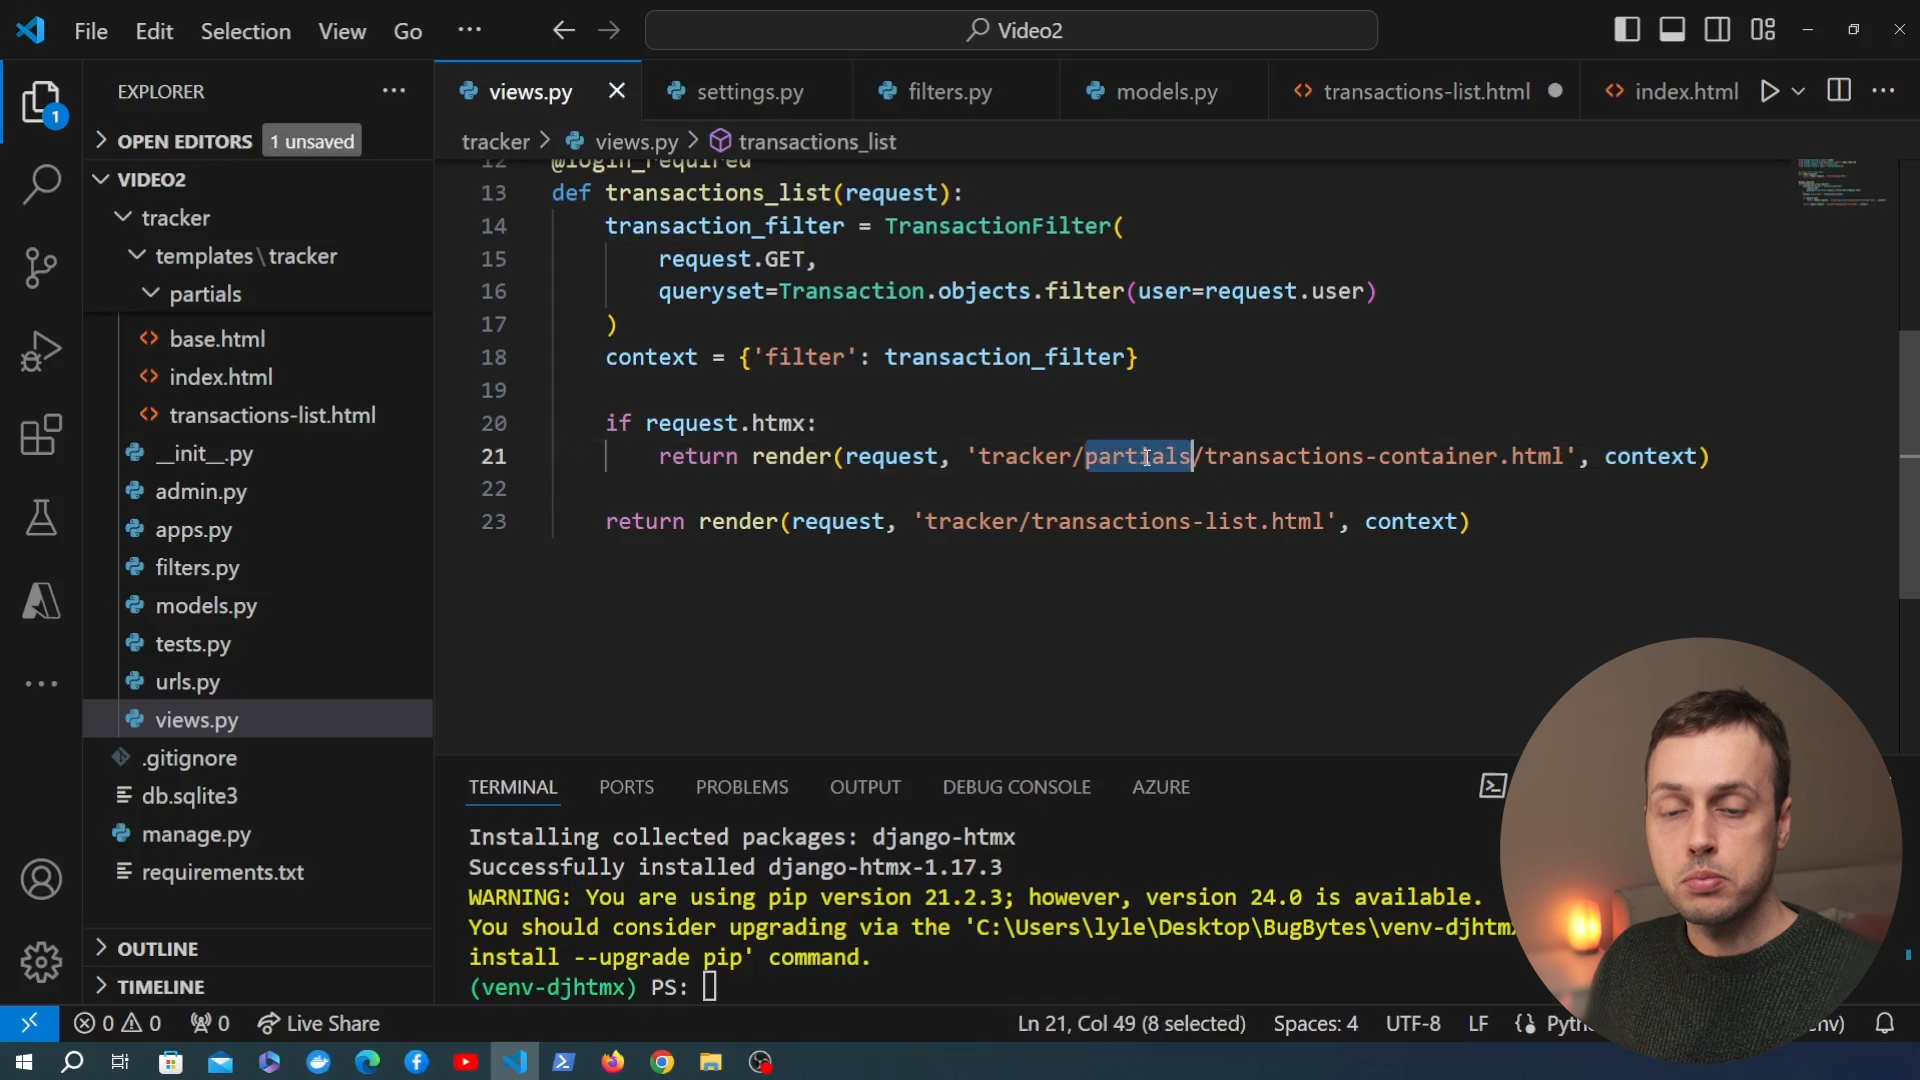 File Edit Selection View Go ... Video2
EXPLORER
1
OPEN EDITORS 1 unsaved
VIDEO2
tracker
templates\tracker
partials
base.html
index.html
transactions-list.html
__init__.py
admin.py
apps.py
filters.py
models.py
tests.py
urls.py
views.py
.gitignore
db.sqlite3
manage.py
requirements.txt
OUTLINE
TIMELINE
views.py settings.py filters.py models.py transactions-list.html index.html
tracker > views.py > transactions_list
12 @login_required
13 def transactions_list(request):
14 transaction_filter = TransactionFilter(
15 request.GET,
16 queryset=Transaction.objects.filter(user=request.user)
17 )
18 context = {'filter': transaction_filter}
19
20 if request.htmx:
21 return render(request, 'tracker/partials/transactions-container.html', context)
22
23 return render(request, 'tracker/transactions-list.html', context)
TERMINAL PORTS PROBLEMS OUTPUT DEBUG CONSOLE AZURE
Installing collected packages: django-htmx
Successfully installed django-htmx-1.17.3
WARNING: You are using pip version 21.2.3; however, version 24.0 is available.
You should consider upgrading via the 'C:\Users\lyle\Desktop\BugBytes\venv-djhtmx
install --upgrade pip' command.
(venv-djhtmx) PS:
0 0 0 Live Share Ln 21, Col 49 (8 selected) Spaces: 4 UTF-8 LF